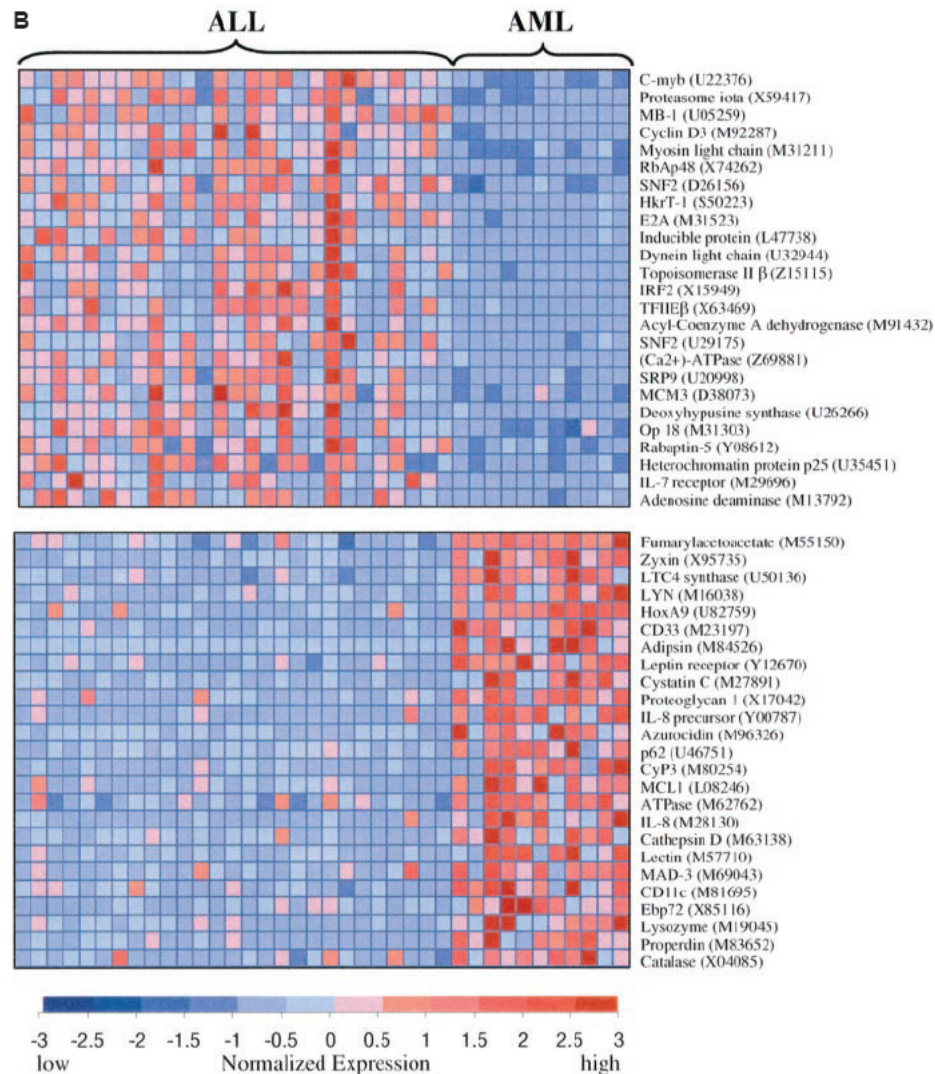 B
ALL AML
C-myb (U22376)
Proteasome iota (X59417)
MB-1 (U05259)
Cyclin D3 (M92287)
Myosin light chain (M31211)
RbAp48 (X74262)
SNF2 (D26156)
HkrT-1 (S50223)
E2A (M31523)
Inducible protein (L47738)
Dynein light chain (U32944)
Topoisomerase II β (Z15115)
IRF2 (X15949)
TFIIEβ (X63469)
Acyl-Coenzyme A dehydrogenase (M91432)
SNF2 (U29175)
(Ca2+)-ATPase (Z69881)
SRP9 (U20998)
MCM3 (D38073)
Deoxyhypusine synthase (U26266)
Op 18 (M31303)
Rabaptin-5 (Y08612)
Heterochromatin protein p25 (U35451)
IL-7 receptor (M29696)
Adenosine deaminase (M13792)
Fumarylacetoacetate (M55150)
Zyxin (X95735)
LTC4 synthase (U50136)
LYN (M16038)
HoxA9 (U82759)
CD33 (M23197)
Adipsin (M84526)
Leptin receptor (Y12670)
Cystatin C (M27891)
Proteoglycan 1 (X17042)
IL-8 precursor (Y00787)
Azurocidin (M96326)
p62 (U46751)
CyP3 (M80254)
MCL1 (L08246)
ATPase (M62762)
IL-8 (M28130)
Cathepsin D (M63138)
Lectin (M57710)
MAD-3 (M69043)
CD11c (M81695)
Ebp72 (X85116)
Lysozyme (M19045)
Properdin (M83652)
Catalase (X04085)
-3 -2.5 -2 -1.5 -1 -0.5 0 0.5 1 1.5 2 2.5 3
low Normalized Expression high